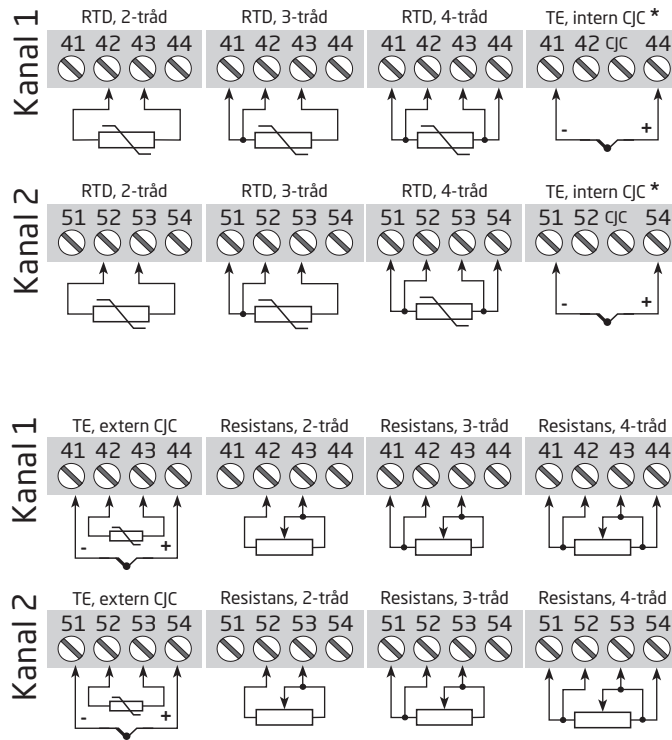 Kanal 1
RTD, 2-tråd RTD, 3-tråd RTD, 4-tråd TE, intern CJC *
41 42 43 44 41 42 43 44 41 42 43 44 41 42 CJC 44
- +
Kanal 2
RTD, 2-tråd RTD, 3-tråd RTD, 4-tråd TE, intern CJC *
51 52 53 54 51 52 53 54 51 52 53 54 51 52 CJC 54
- +
Kanal 1
TE, extern CJC Resistans, 2-tråd Resistans, 3-tråd Resistans, 4-tråd
41 42 43 44 41 42 43 44 41 42 43 44 41 42 43 44
- +
Kanal 2
TE, extern CJC Resistans, 2-tråd Resistans, 3-tråd Resistans, 4-tråd
51 52 53 54 51 52 53 54 51 52 53 54 51 52 53 54
- +